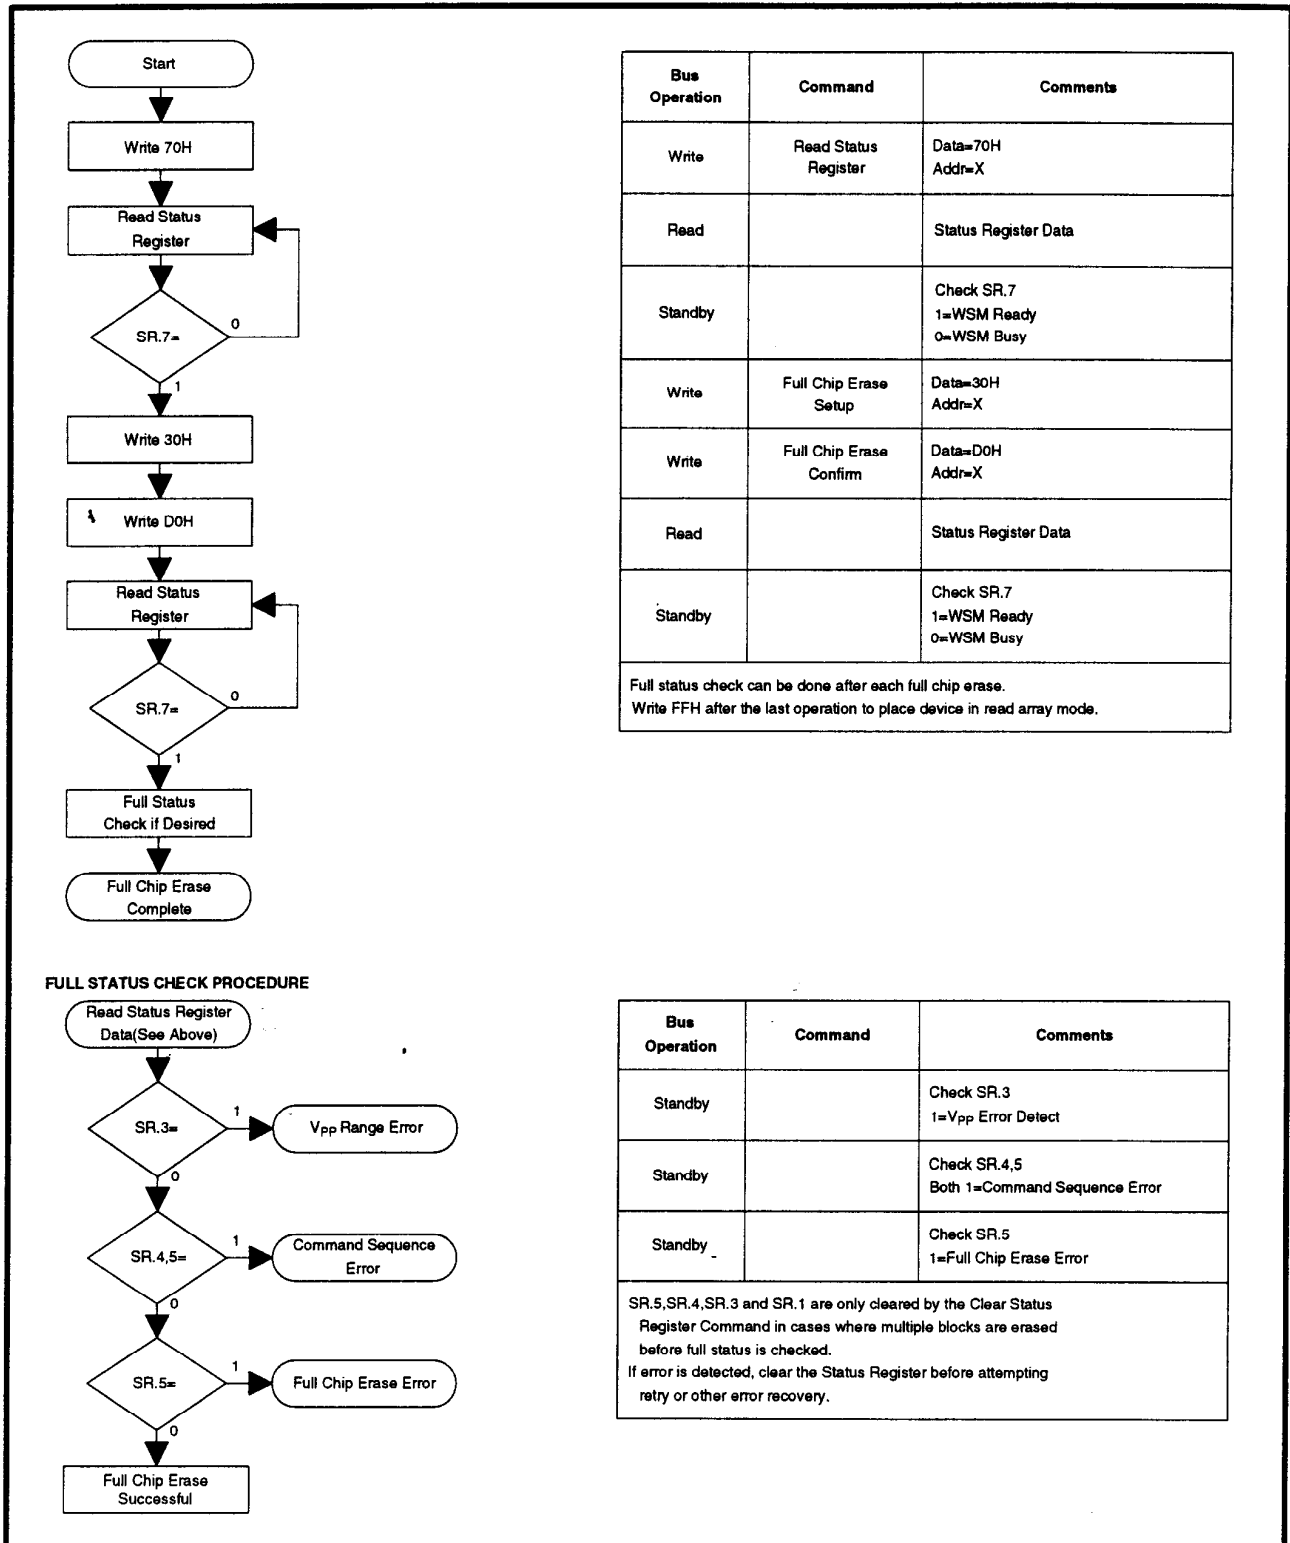 Start
Write 70H
Read Status
Register
SR.7=
0
1
Write 30H
Write D0H
Read Status
Register
SR.7=
0
1
Full Status
Check if Desired
Full Chip Erase
Complete
Bus
Operation
Command
Comments
Write
Read Status
Register
Data=70H
Addr=X
Read
Status Register Data
Standby
Check SR.7
1=WSM Ready
0=WSM Busy
Write
Full Chip Erase
Setup
Data=30H
Addr=X
Write
Full Chip Erase
Confirm
Data=D0H
Addr=X
Read
Status Register Data
Standby
Check SR.7
1=WSM Ready
0=WSM Busy
Full status check can be done after each full chip erase.
Write FFH after the last operation to place device in read array mode.
FULL STATUS CHECK PROCEDURE
Read Status Register
Data(See Above)
SR.3=
1
VPP Range Error
0
SR.4,5=
1
Command Sequence
Error
0
SR.5=
1
Full Chip Erase Error
0
Full Chip Erase
Successful
Bus
Operation
Command
Comments
Standby
Check SR.3
1=VPP Error Detect
Standby
Check SR.4,5
Both 1=Command Sequence Error
Standby
Check SR.5
1=Full Chip Erase Error
SR.5,SR.4,SR.3 and SR.1 are only cleared by the Clear Status
Register Command in cases where multiple blocks are erased
before full status is checked.
If error is detected, clear the Status Register before attempting
retry or other error recovery.